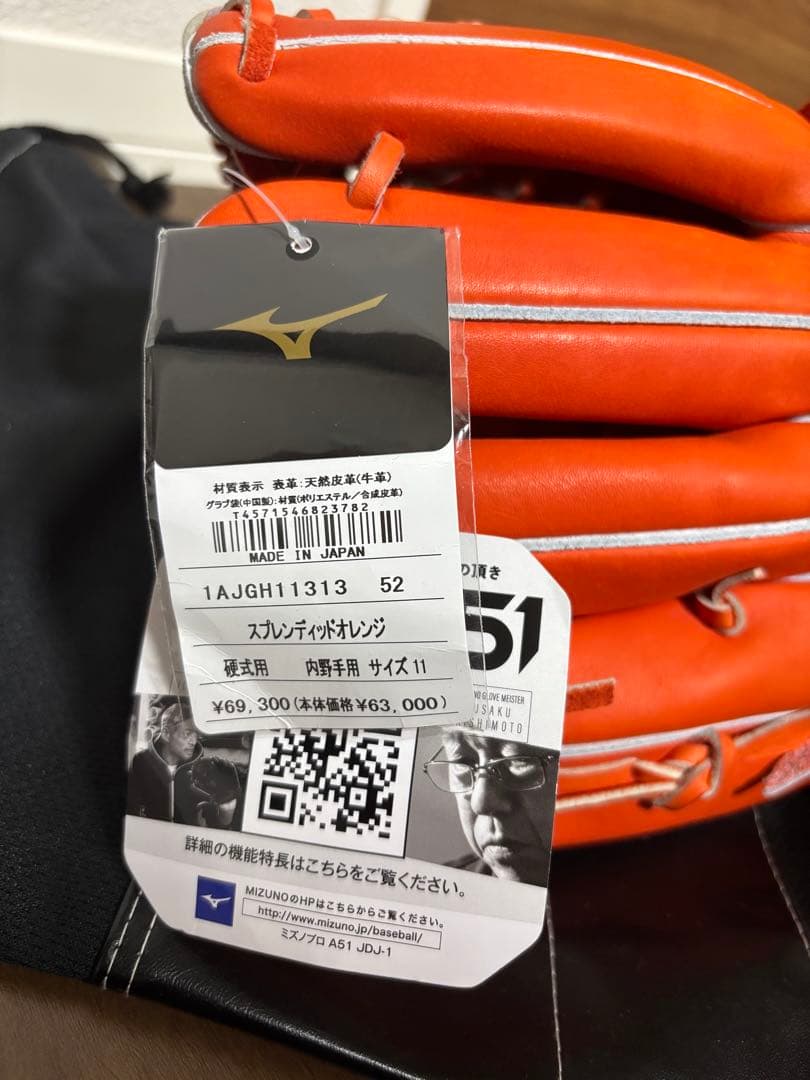 材質表示 表革:天然皮革(牛革)
グラブ袋(中国製):材質(ポリエステル/合成皮革)
T4571546823782
MADE IN JAPAN
1AJGH11313 52
スプレンディッドオレンジ
硬式用 内野手用 サイズ11
¥69,300(本体価格¥63,000)
の頂き
51
NO GLOVE MEISTER
USAKU
SHIMOTO
詳細の機能特長はこちらをご覧ください。
MIZUNOのHPはこちらからご覧ください。
http://www.mizuno.jp/baseball/
ミズノプロ A51 JDJ-1